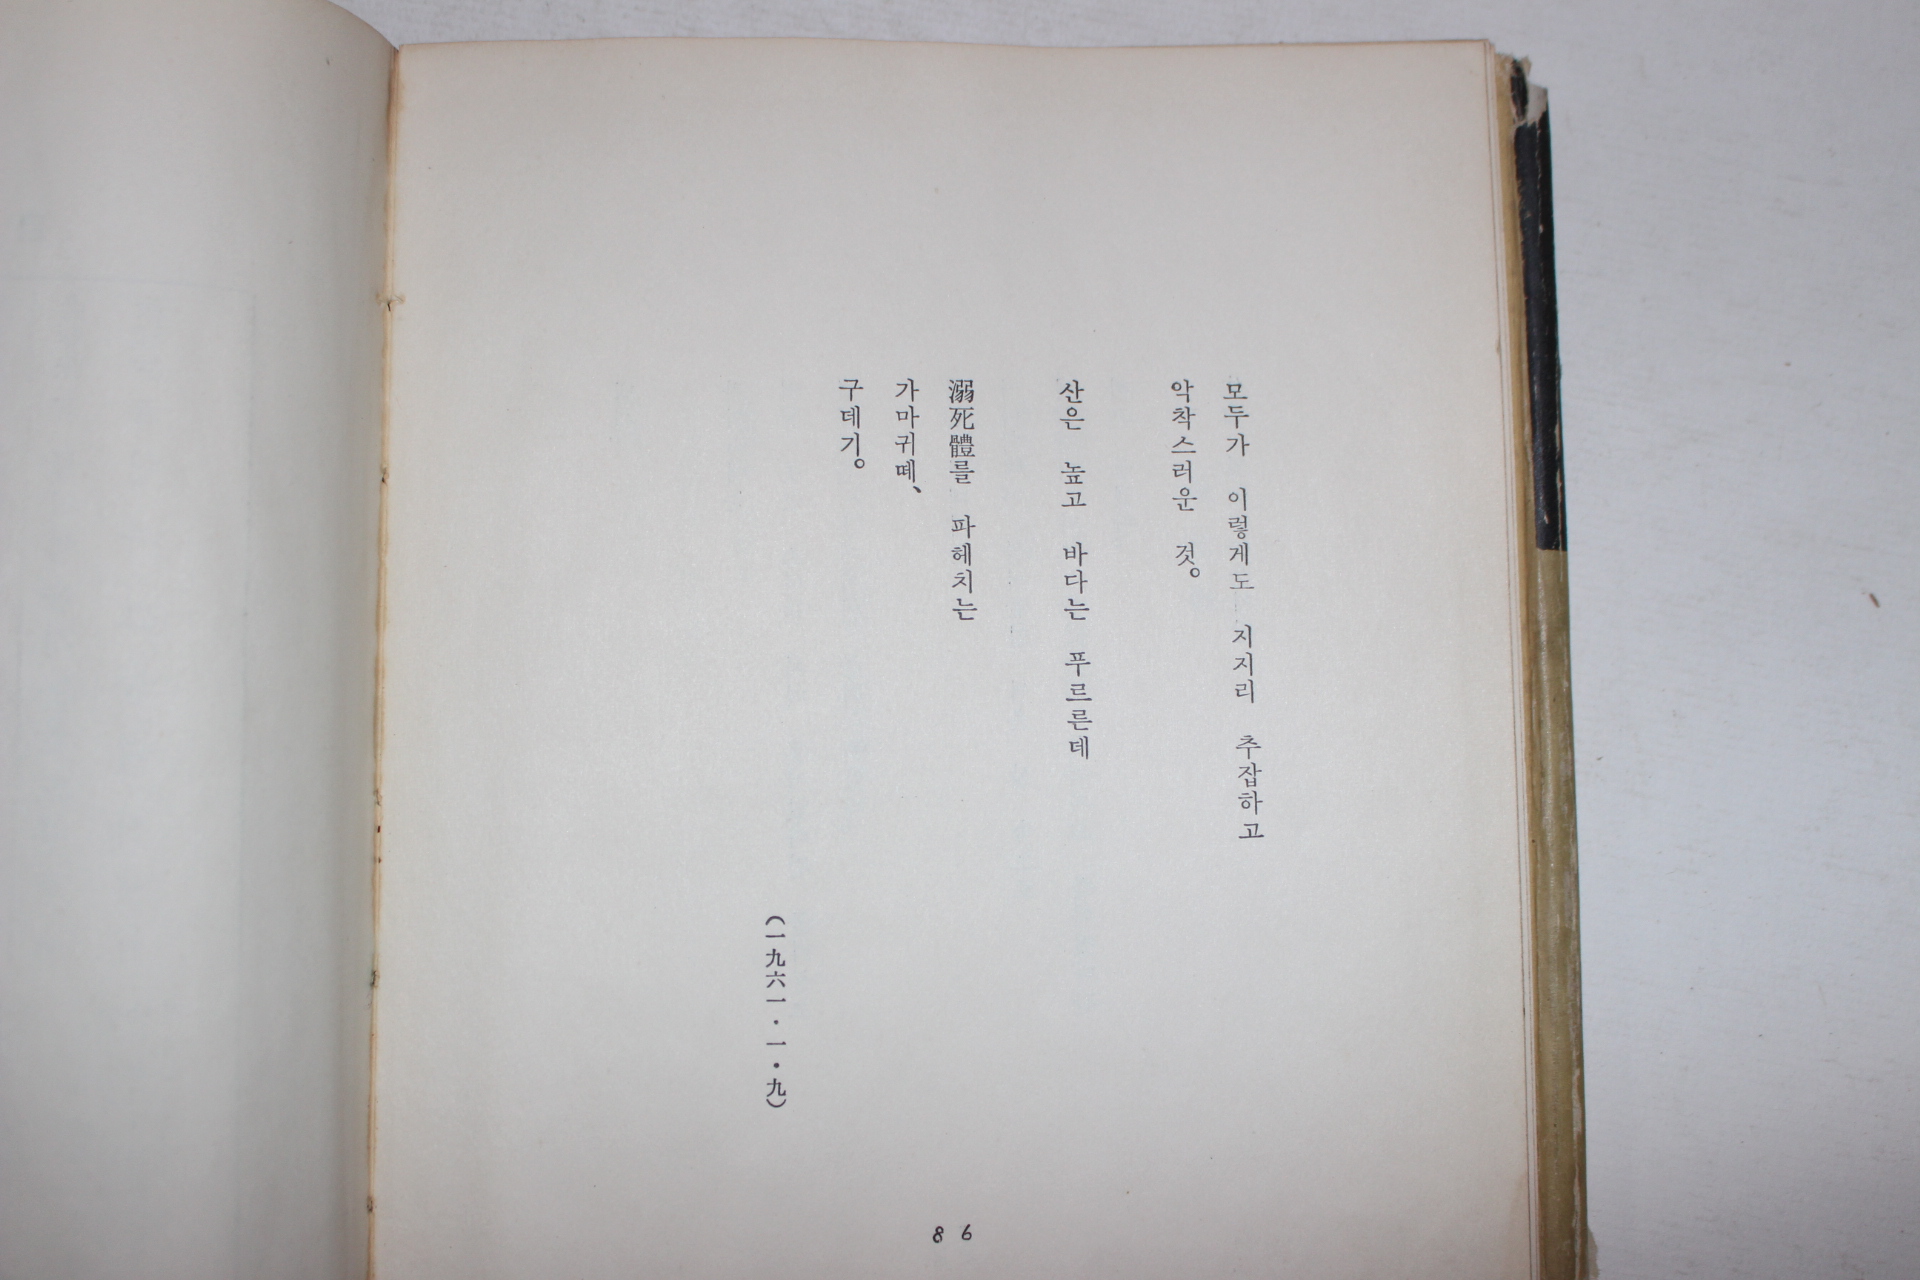 모두가 이렇게도 지지리 추잡하고
악착스러운 것。
산은 높고 바다는 푸르른데
溺死體를 파헤치는
가마귀떼、
구데기。
(一九六一・一・九)
86